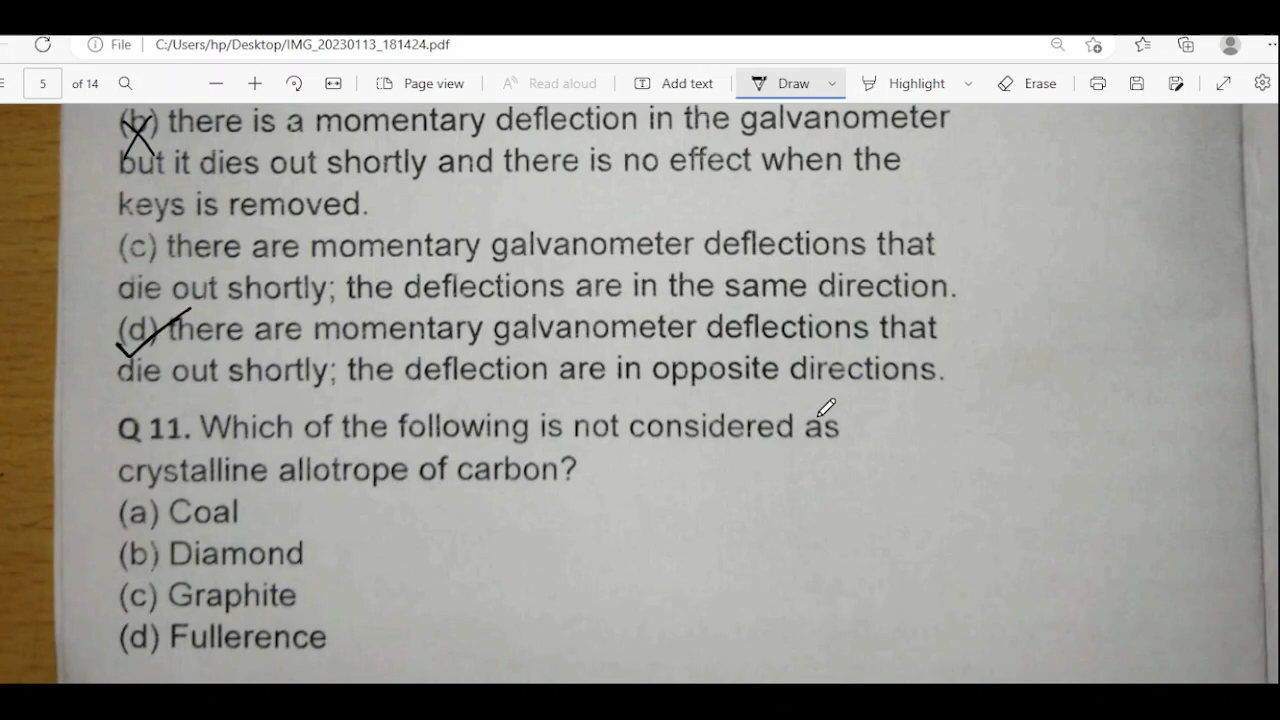 File C:/Users/hp/Desktop/IMG_20230113_181424.pdf
5 of 14 Page view Read aloud Add text Draw Highlight Erase
(b) there is a momentary deflection in the galvanometer
but it dies out shortly and there is no effect when the
keys is removed.
(c) there are momentary galvanometer deflections that
die out shortly; the deflections are in the same direction.
(d) there are momentary galvanometer deflections that
die out shortly; the deflection are in opposite directions.
Q 11. Which of the following is not considered as
crystalline allotrope of carbon?
(a) Coal
(b) Diamond
(c) Graphite
(d) Fullerence